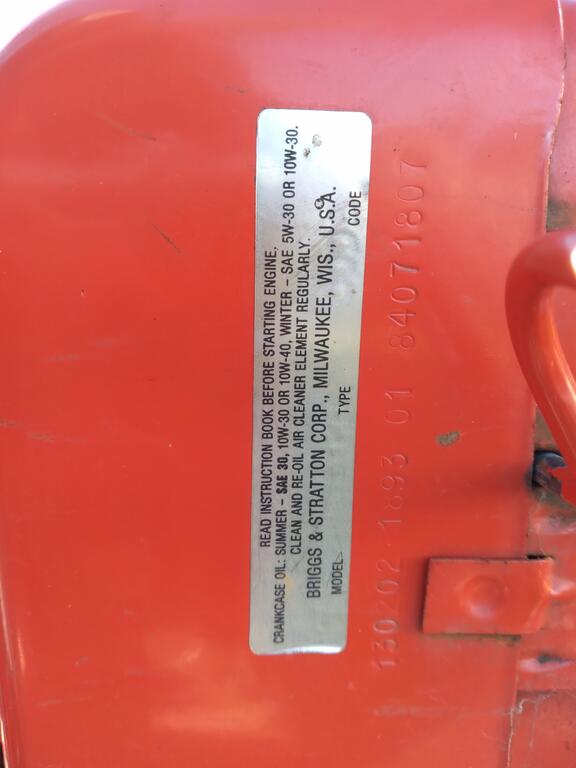 READ INSTRUCTION BOOK BEFORE STARTING ENGINE.
CRANKCASE OIL: SUMMER - SAE 30, 10W-30 OR 10W-40, WINTER - SAE 5W-30 OR 10W-30.
CLEAN AND RE-OIL AIR CLEANER ELEMENT REGULARLY.
BRIGGS & STRATTON CORP., MILWAUKEE, WIS., U.S.A.
MODEL TYPE CODE
130202 1893 01 84071807